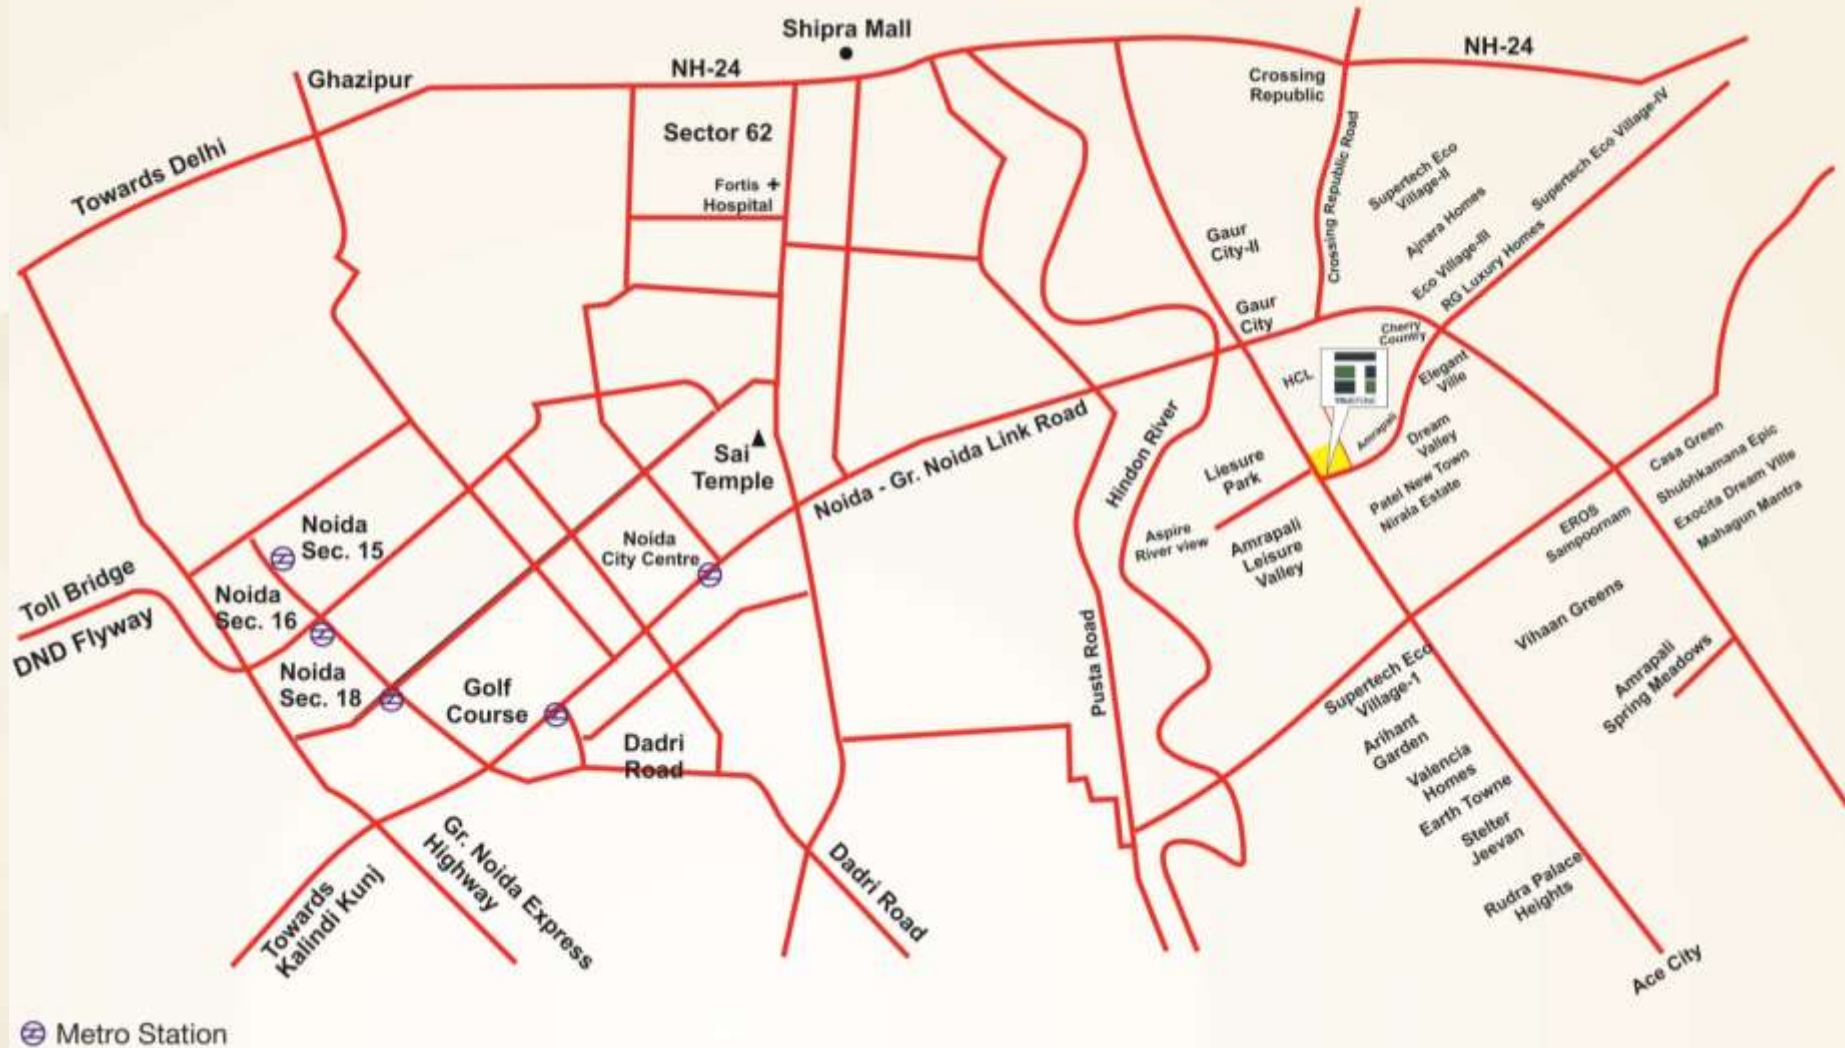 Shipra Mall
NH-24
Ghazipur
NH-24
Towards Delhi
Sector 62
Fortis
Hospital
Crossing
Republic
Crossing Republic Road
Supertech Eco
Village-II
Supertech Eco Village-IV
Ajnara Homes
Eco Village-III
RG Luxury Homes
Gaur
City-II
Gaur
City
Cherry
Country
HCL
Elegant
Ville
Amrapali
Dream
Valley
Patel New Town
Nirala Estate
Liesure
Park
Aspire
River view
Amrapali
Leisure
Valley
Hindon River
Noida - Gr. Noida Link Road
Sai
Temple
Noida
City Centre
Noida
Sec. 15
Noida
Sec. 16
Noida
Sec. 18
Toll Bridge
DND Flyway
Golf
Course
Dadri
Road
Pusta Road
Casa Green
Shubhkamana Epic
Exocita Dream Ville
Mahagun Mantra
EROS
Sampoornam
Vihaan Greens
Amrapali
Spring Meadows
Supertech Eco
Village-1
Arihant
Garden
Valencia
Homes
Earth Towne
Stelter
Jeevan
Rudra Palace
Heights
Ace City
Dadri Road
Gr. Noida Express
Highway
Towards
Kalindi Kunj
Metro Station